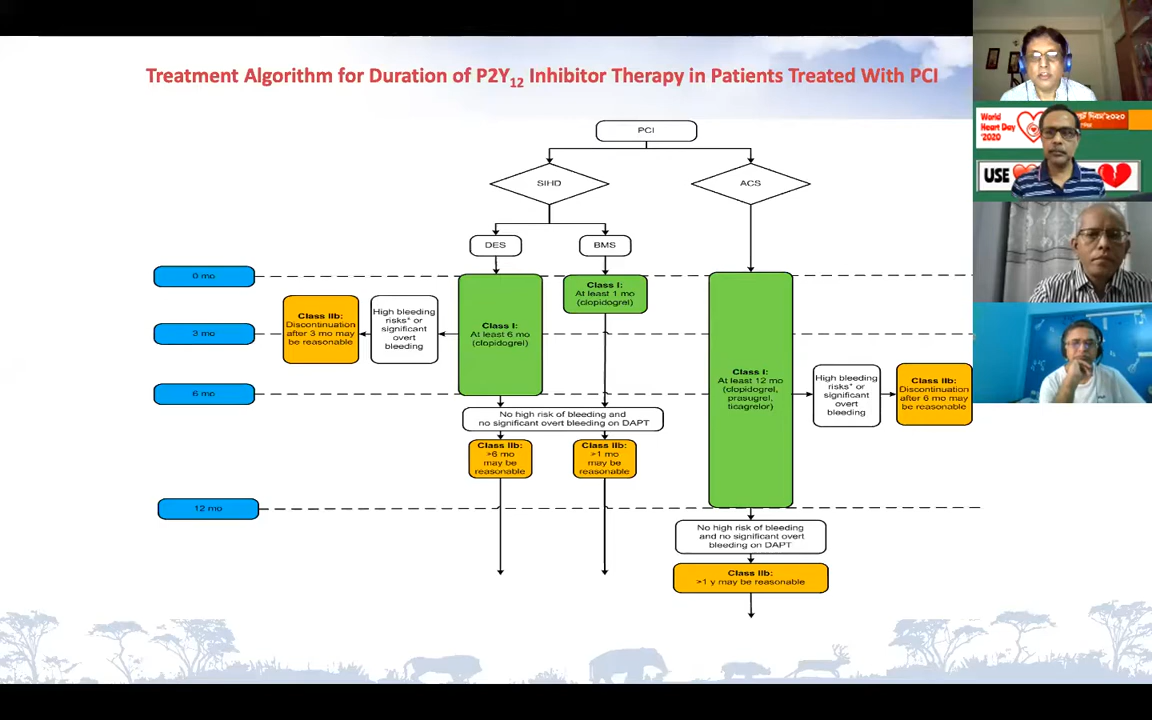 Treatment Algorithm for Duration of P2Y12 Inhibitor Therapy in Patients Treated With PCI
PCI
SIHD
ACS
DES
BMS
0 mo
3 mo
6 mo
12 mo
Class IIb:
Discontinuation
after 3 mo may
be reasonable
High bleeding
risks* or
significant
overt
bleeding
Class I:
At least 6 mo
(clopidogrel)
Class I:
At least 1 mo
(clopidogrel)
Class I:
At least 12 mo
(clopidogrel,
prasugrel,
ticagrelor)
High bleeding
risks* or
significant
overt
bleeding
Class IIb:
Discontinuation
after 6 mo may
be reasonable
No high risk of bleeding and
no significant overt bleeding on DAPT
Class IIb:
>6 mo
may be
reasonable
Class IIb:
>1 mo
may be
reasonable
No high risk of bleeding
and no significant overt
bleeding on DAPT
Class IIb:
>1 y may be reasonable
World
Heart Day
'2020
দিবস'২০২০
USE